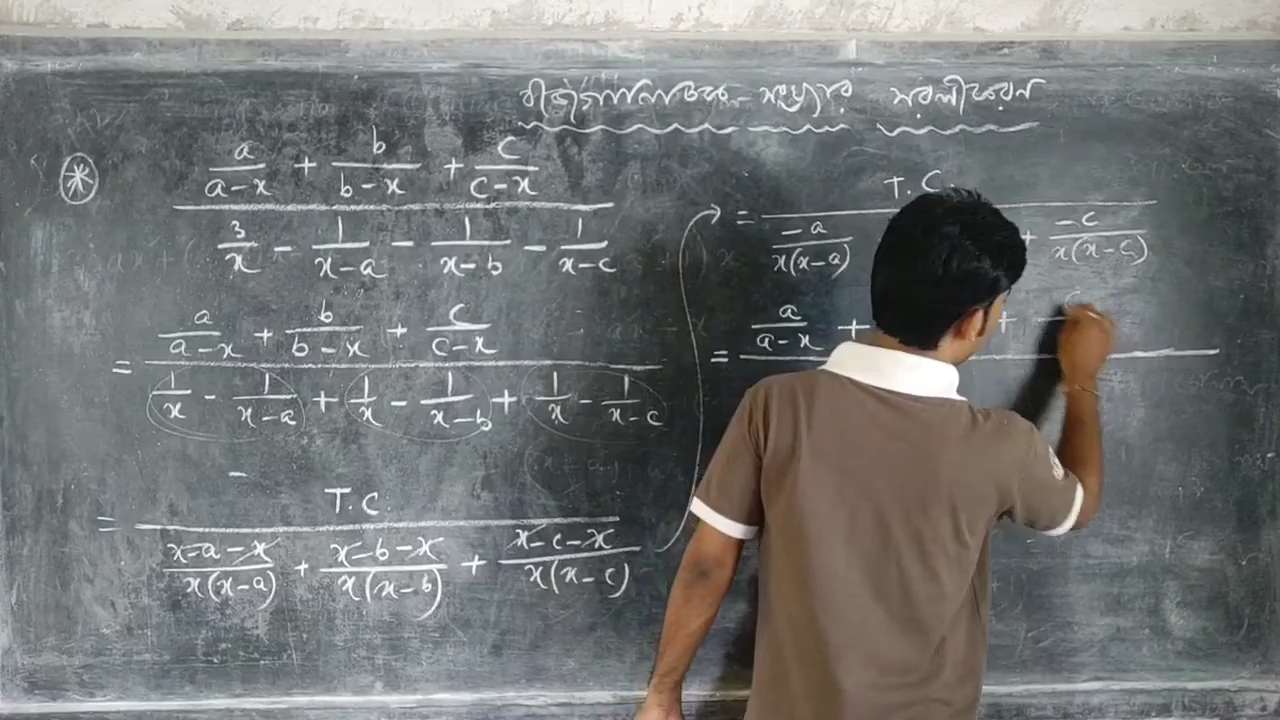 বীজগাণিতিক সংখ্যার সরলীকরণ
* a/(a-x) + b/(b-x) + c/(c-x)
3/x - 1/(x-a) - 1/(x-b) - 1/(x-c)
= a/(a-x) + b/(b-x) + c/(c-x)
1/x - 1/(x-a) + 1/x - 1/(x-b) + 1/x - 1/(x-c)
-
= T.C.
(x-a-x)/(x(x-a)) + (x-b-x)/(x(x-b)) + (x-c-x)/(x(x-c))
= T.C
-a/(x(x-a)) + -c/(x(x-c))
= a/(a-x) + + c